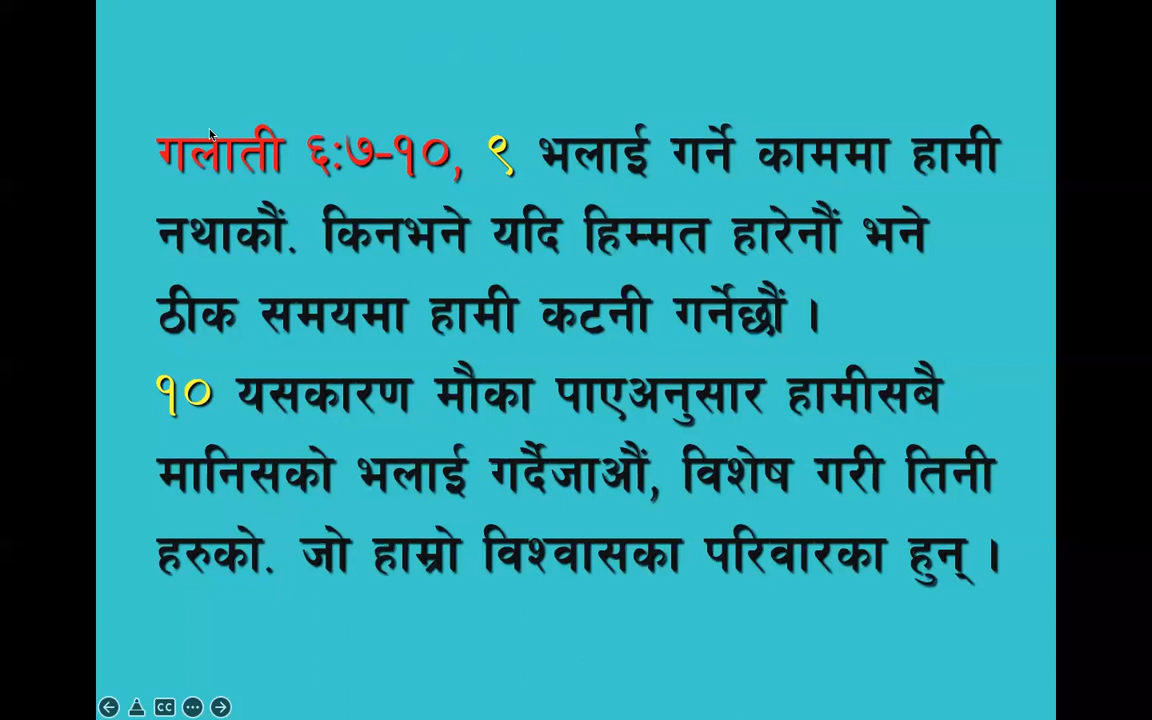 गलाती ६:७-१०, ९ भलाई गर्ने काममा हामी
नथाकौं. किनभने यदि हिम्मत हारेनौं भने
ठीक समयमा हामी कटनी गर्नेछौं ।
१० यसकारण मौका पाएअनुसार हामीसबै
मानिसको भलाई गर्दैजाऔं, विशेष गरी तिनी
हरुको. जो हाम्रो विश्वासका परिवारका हुन् ।
CC